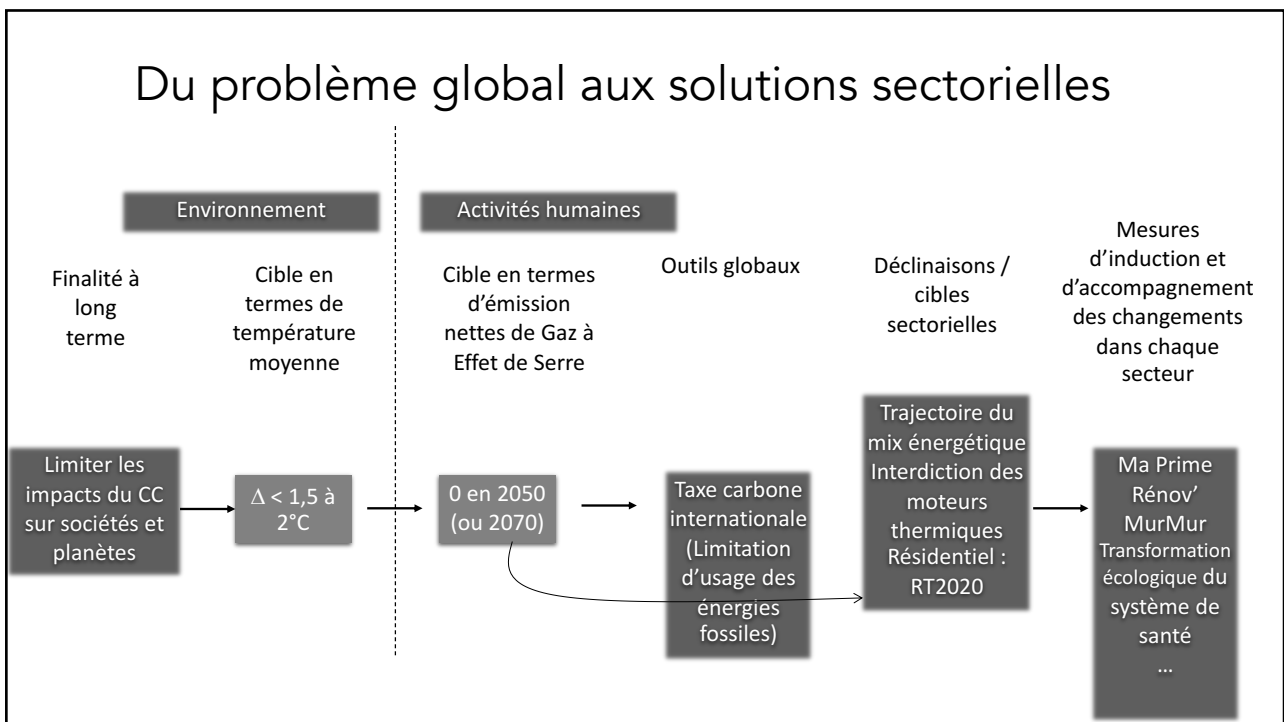 Du problème global aux solutions sectorielles
Environnement
Activités humaines
Finalité à
long
terme
Cible en
termes de
température
moyenne
Cible en termes
d’émission
nettes de Gaz à
Effet de Serre
Outils globaux
Déclinaisons /
cibles
sectorielles
Mesures
d’induction et
d’accompagnement
des changements
dans chaque
secteur
Limiter les
impacts du CC
sur sociétés et
planètes
Δ < 1,5 à
2°C
0 en 2050
(ou 2070)
Taxe carbone
internationale
(Limitation
d’usage des
énergies
fossiles)
Trajectoire du
mix énergétique
Interdiction des
moteurs
thermiques
Résidentiel :
RT2020
Ma Prime
Rénov’
MurMur
Transformation
écologique du
système de
santé
…